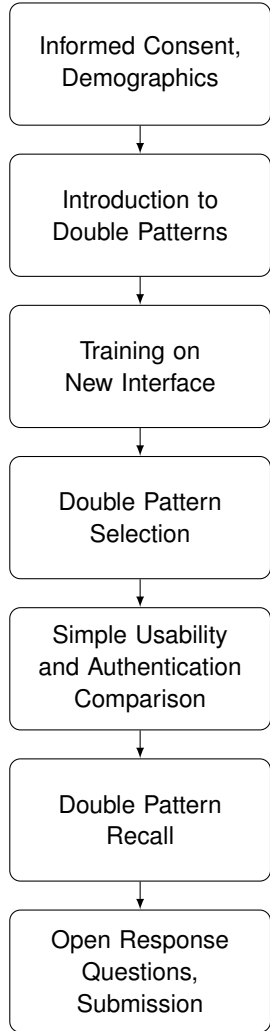 Informed Consent,
Demographics
Introduction to
Double Patterns
Training on
New Interface
Double Pattern
Selection
Simple Usability
and Authentication
Comparison
Double Pattern
Recall
Open Response
Questions,
Submission